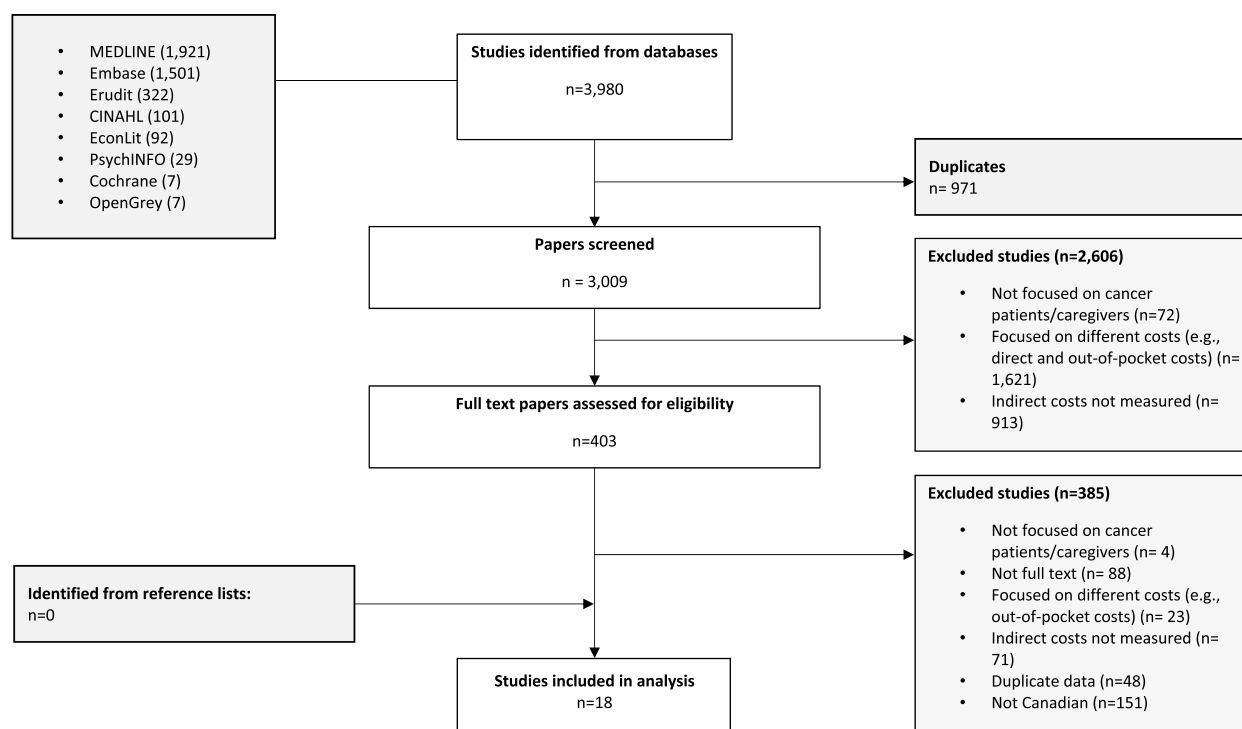 • MEDLINE (1,921)
• Embase (1,501)
• Erudit (322)
• CINAHL (101)
• EconLit (92)
• PsychINFO (29)
• Cochrane (7)
• OpenGrey (7)
Studies identified from databases
n=3,980
Duplicates
n= 971
Papers screened
n = 3,009
Excluded studies (n=2,606)
• Not focused on cancer
patients/caregivers (n=72)
• Focused on different costs (e.g.,
direct and out-of-pocket costs) (n=
1,621)
• Indirect costs not measured (n=
913)
Full text papers assessed for eligibility
n=403
Excluded studies (n=385)
• Not focused on cancer
patients/caregivers (n= 4)
• Not full text (n= 88)
• Focused on different costs (e.g.,
out-of-pocket costs) (n= 23)
• Indirect costs not measured (n=
71)
• Duplicate data (n=48)
• Not Canadian (n=151)
Identified from reference lists:
n=0
Studies included in analysis
n=18